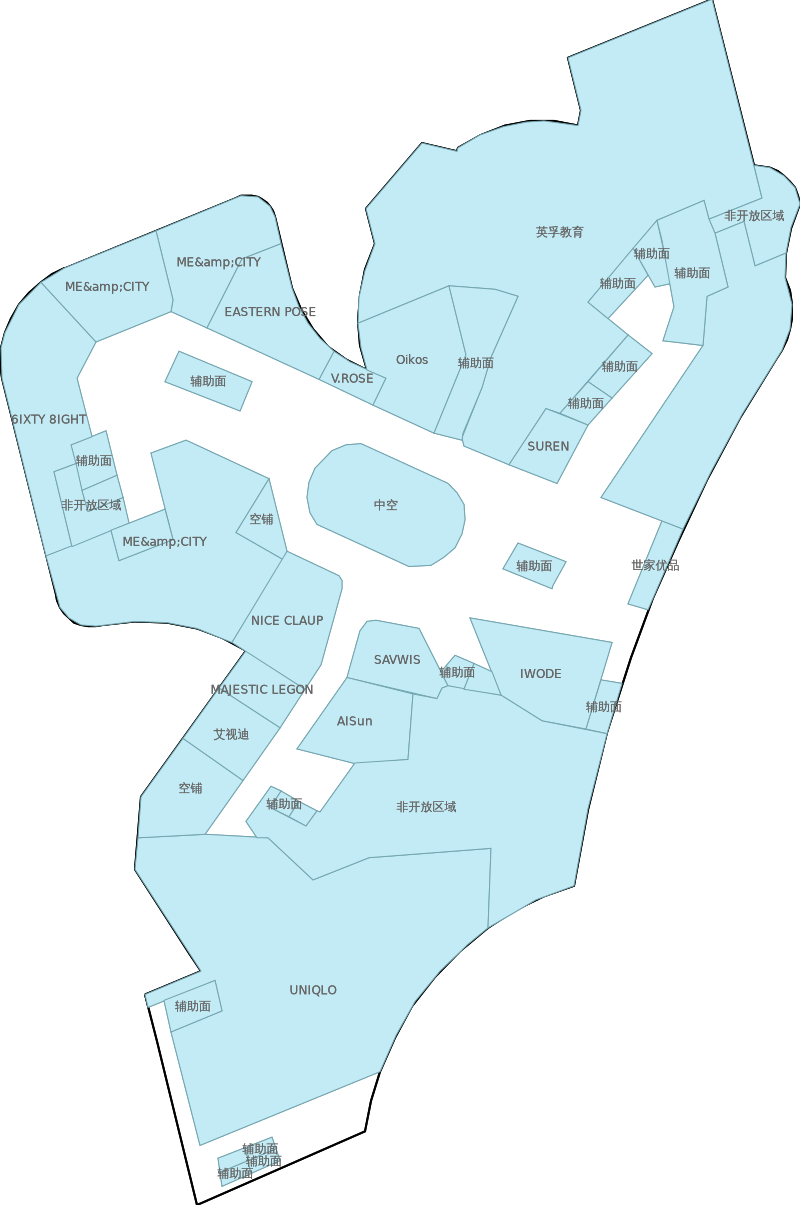 非开放区域
英孚教育
辅助面
ME&amp;CITY
辅助面
辅助面
ME&amp;CITY
EASTERN POSE
Oikos
辅助面
辅助面
V.ROSE
辅助面
辅助面
6IXTY 8IGHT
SUREN
辅助面
非开放区域
中空
空铺
ME&amp;CITY
世家优品
辅助面
NICE CLAUP
SAVWIS
辅助面
IWODE
MAJESTIC LEGON
辅助面
AISun
艾视迪
空铺
辅助面
非开放区域
UNIQLO
辅助面
辅助面
辅助面
辅助面